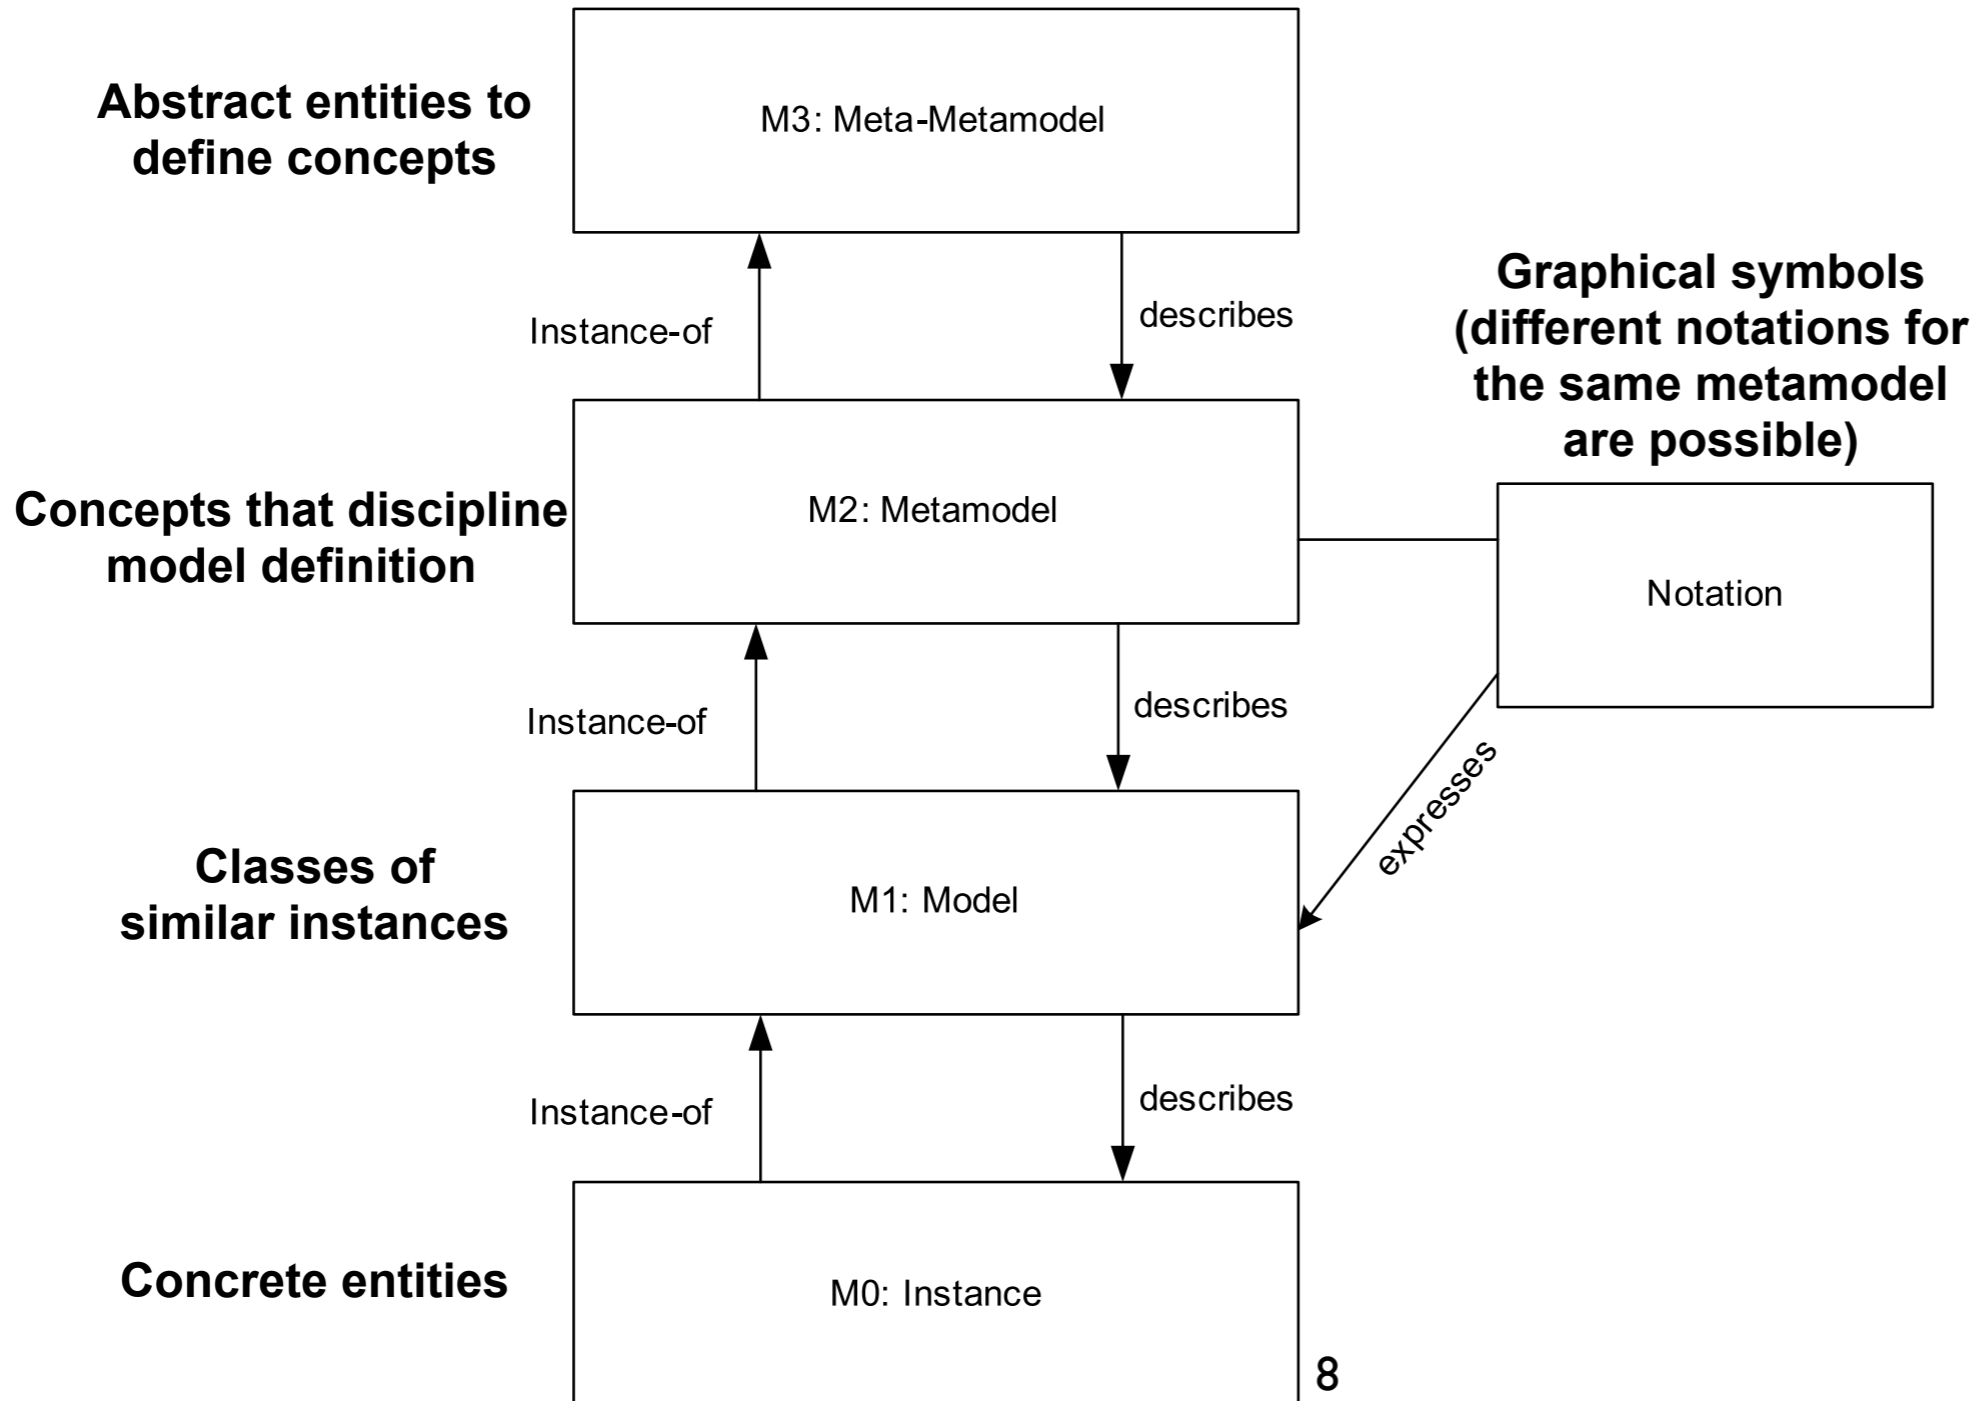 Abstract entities to
define concepts
M3: Meta-Metamodel
Instance-of
describes
Graphical symbols
(different notations for
the same metamodel
are possible)
Concepts that discipline
model definition
M2: Metamodel
Notation
Instance-of
describes
expresses
Classes of
similar instances
M1: Model
Instance-of
describes
Concrete entities
M0: Instance
8